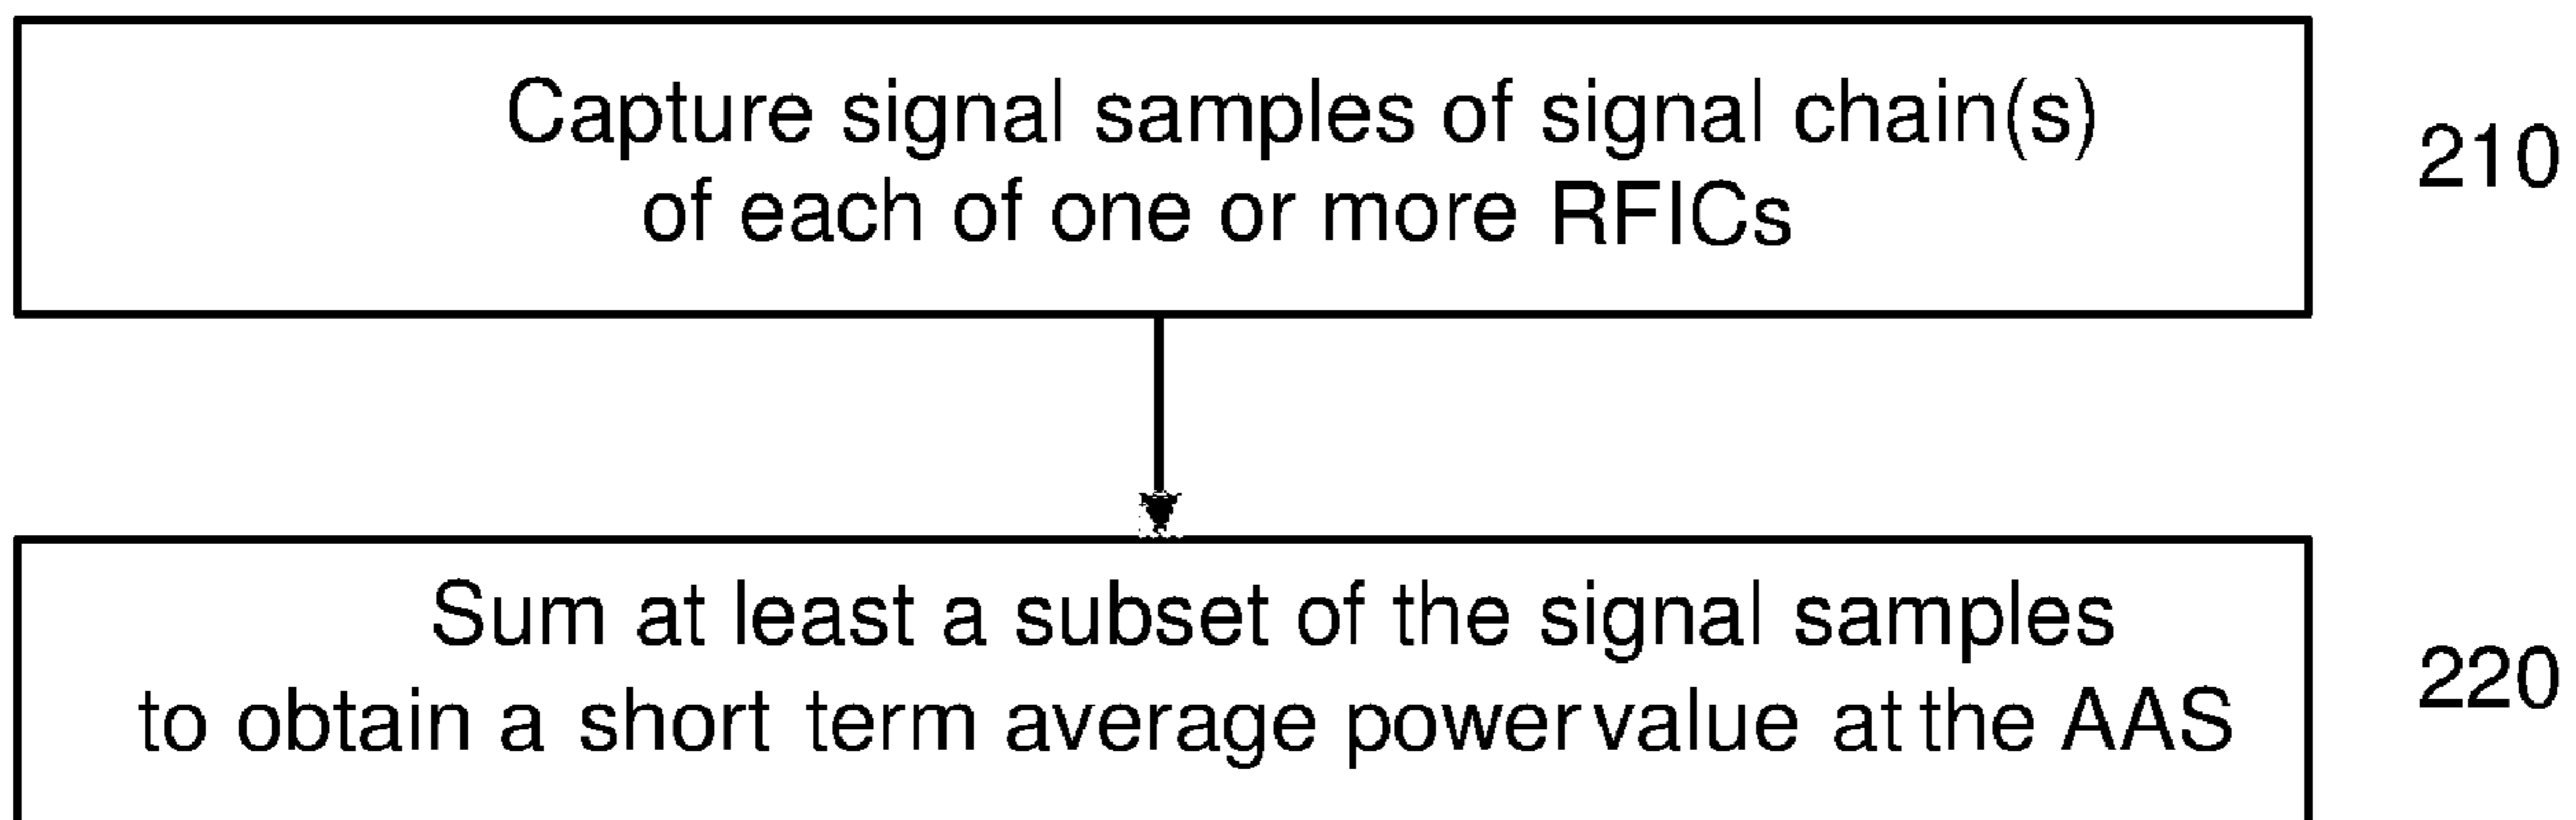 Capture signal samples of signal chain(s)
of each of one or more RFICs
210
Sum at least a subset of the signal samples
to obtain a short term average power value at the AAS
220